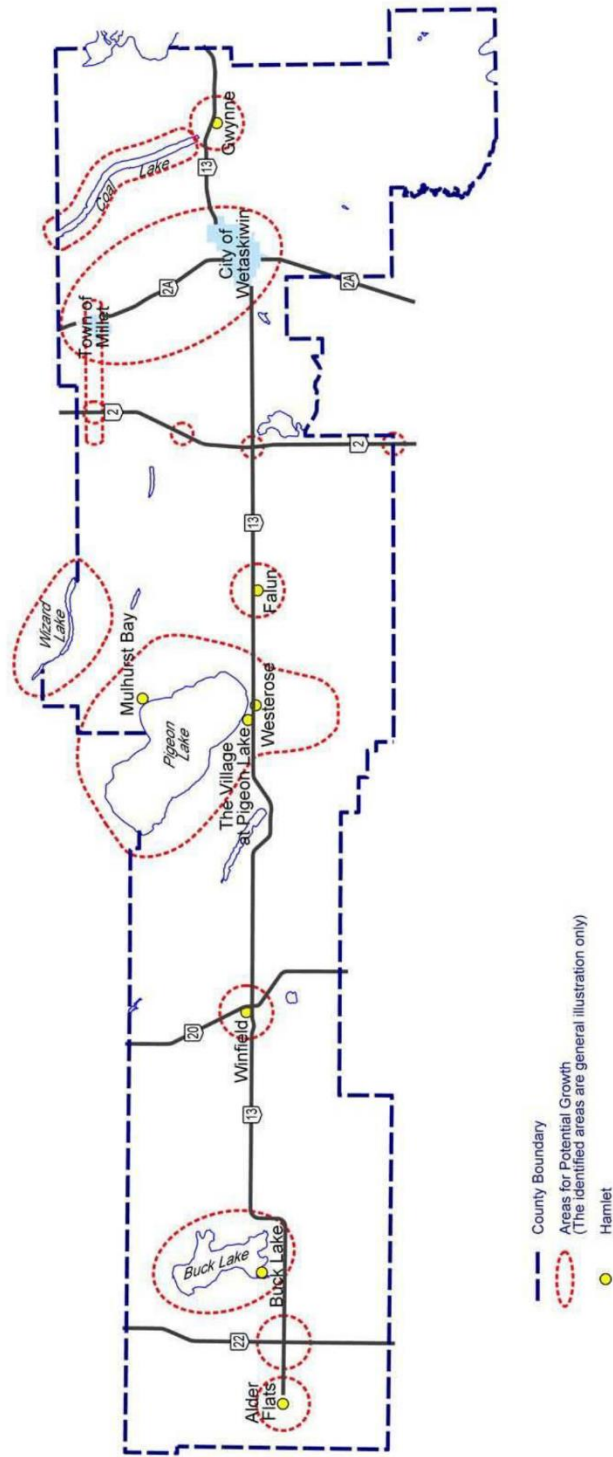 Alder
Flats
22
Buck Lake
Buck Lake
13
Winfield
20
The Village
at Pigeon Lake
Westerose
Pigeon
Lake
Mulhurst Bay
Wizard
Lake
Falun
13
2
2
Town of
Millet
2A
2A
City of
Wetaskiwin
Coal
Lake
13
Gwynne
County Boundary
Areas for Potential Growth
(The identified areas are general illustration only)
Hamlet